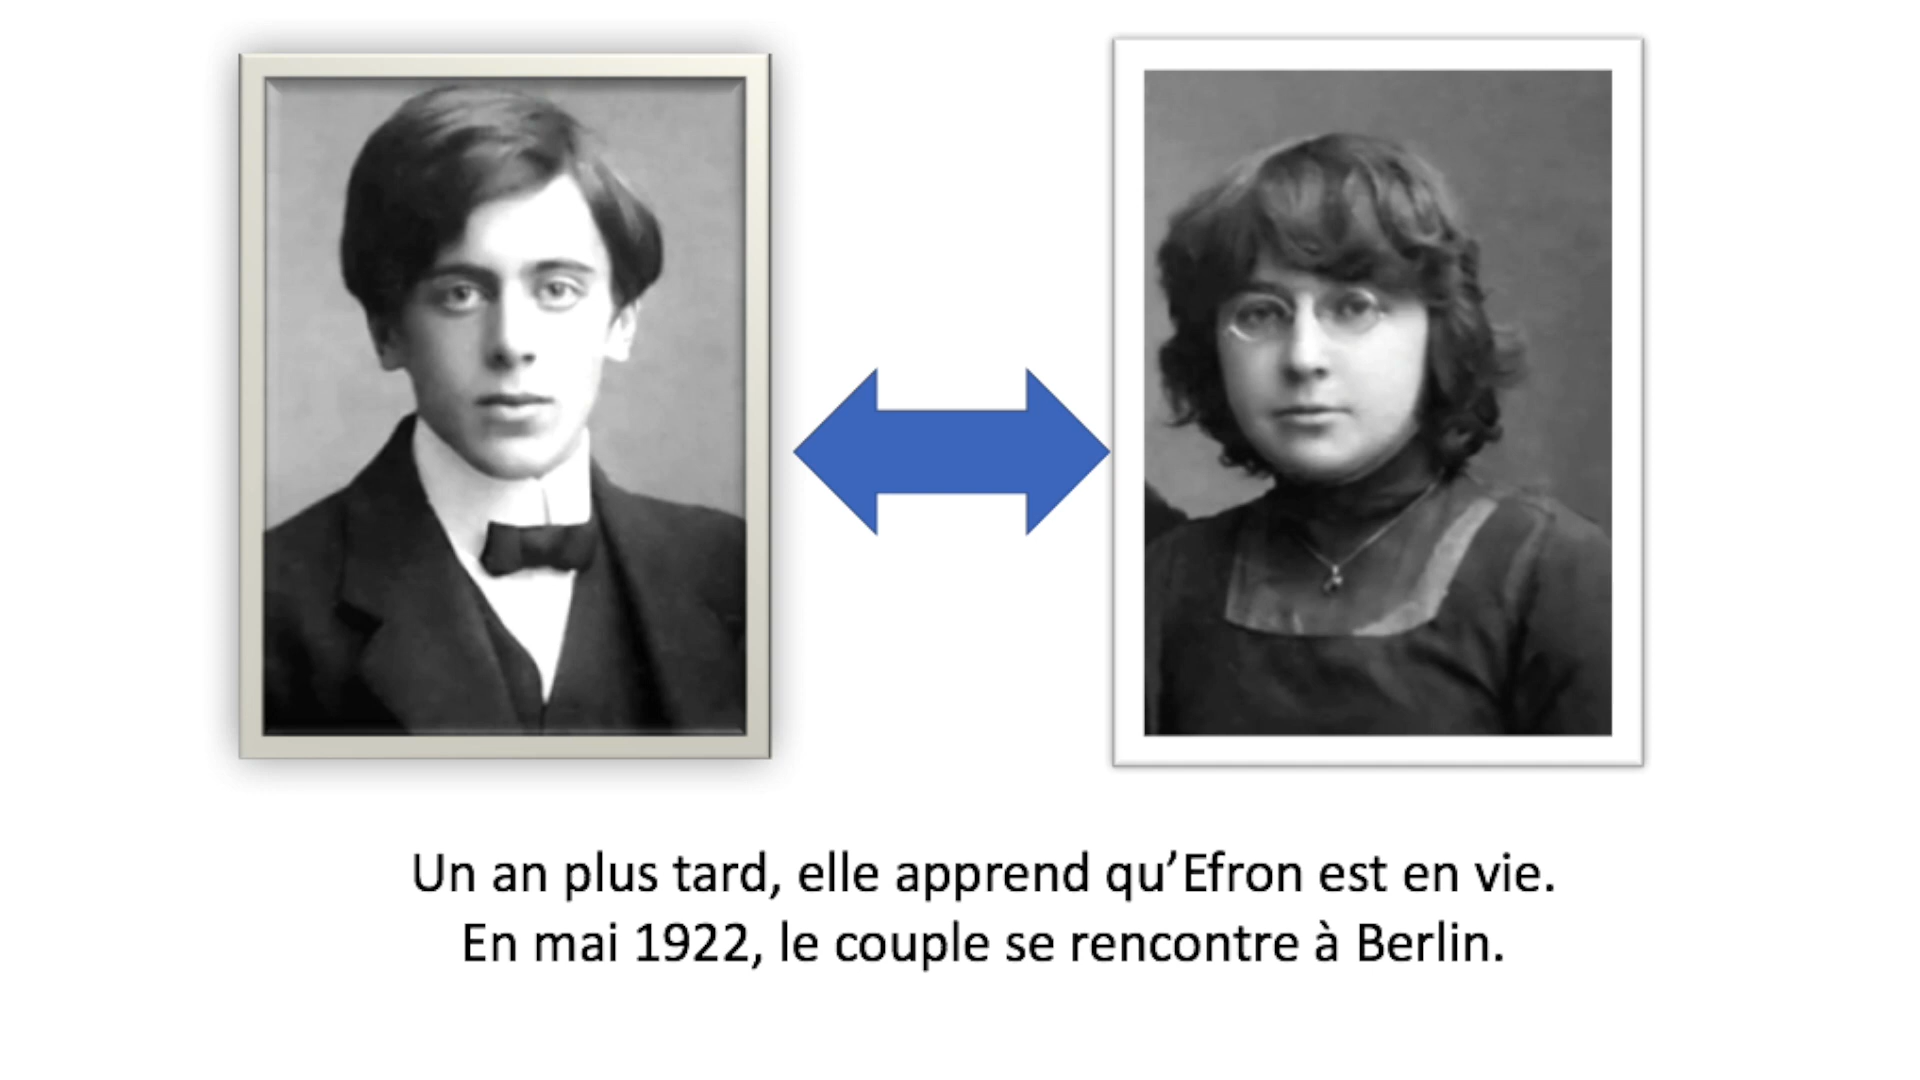 Un an plus tard, elle apprend qu’Efron est en vie.
En mai 1922, le couple se rencontre à Berlin.